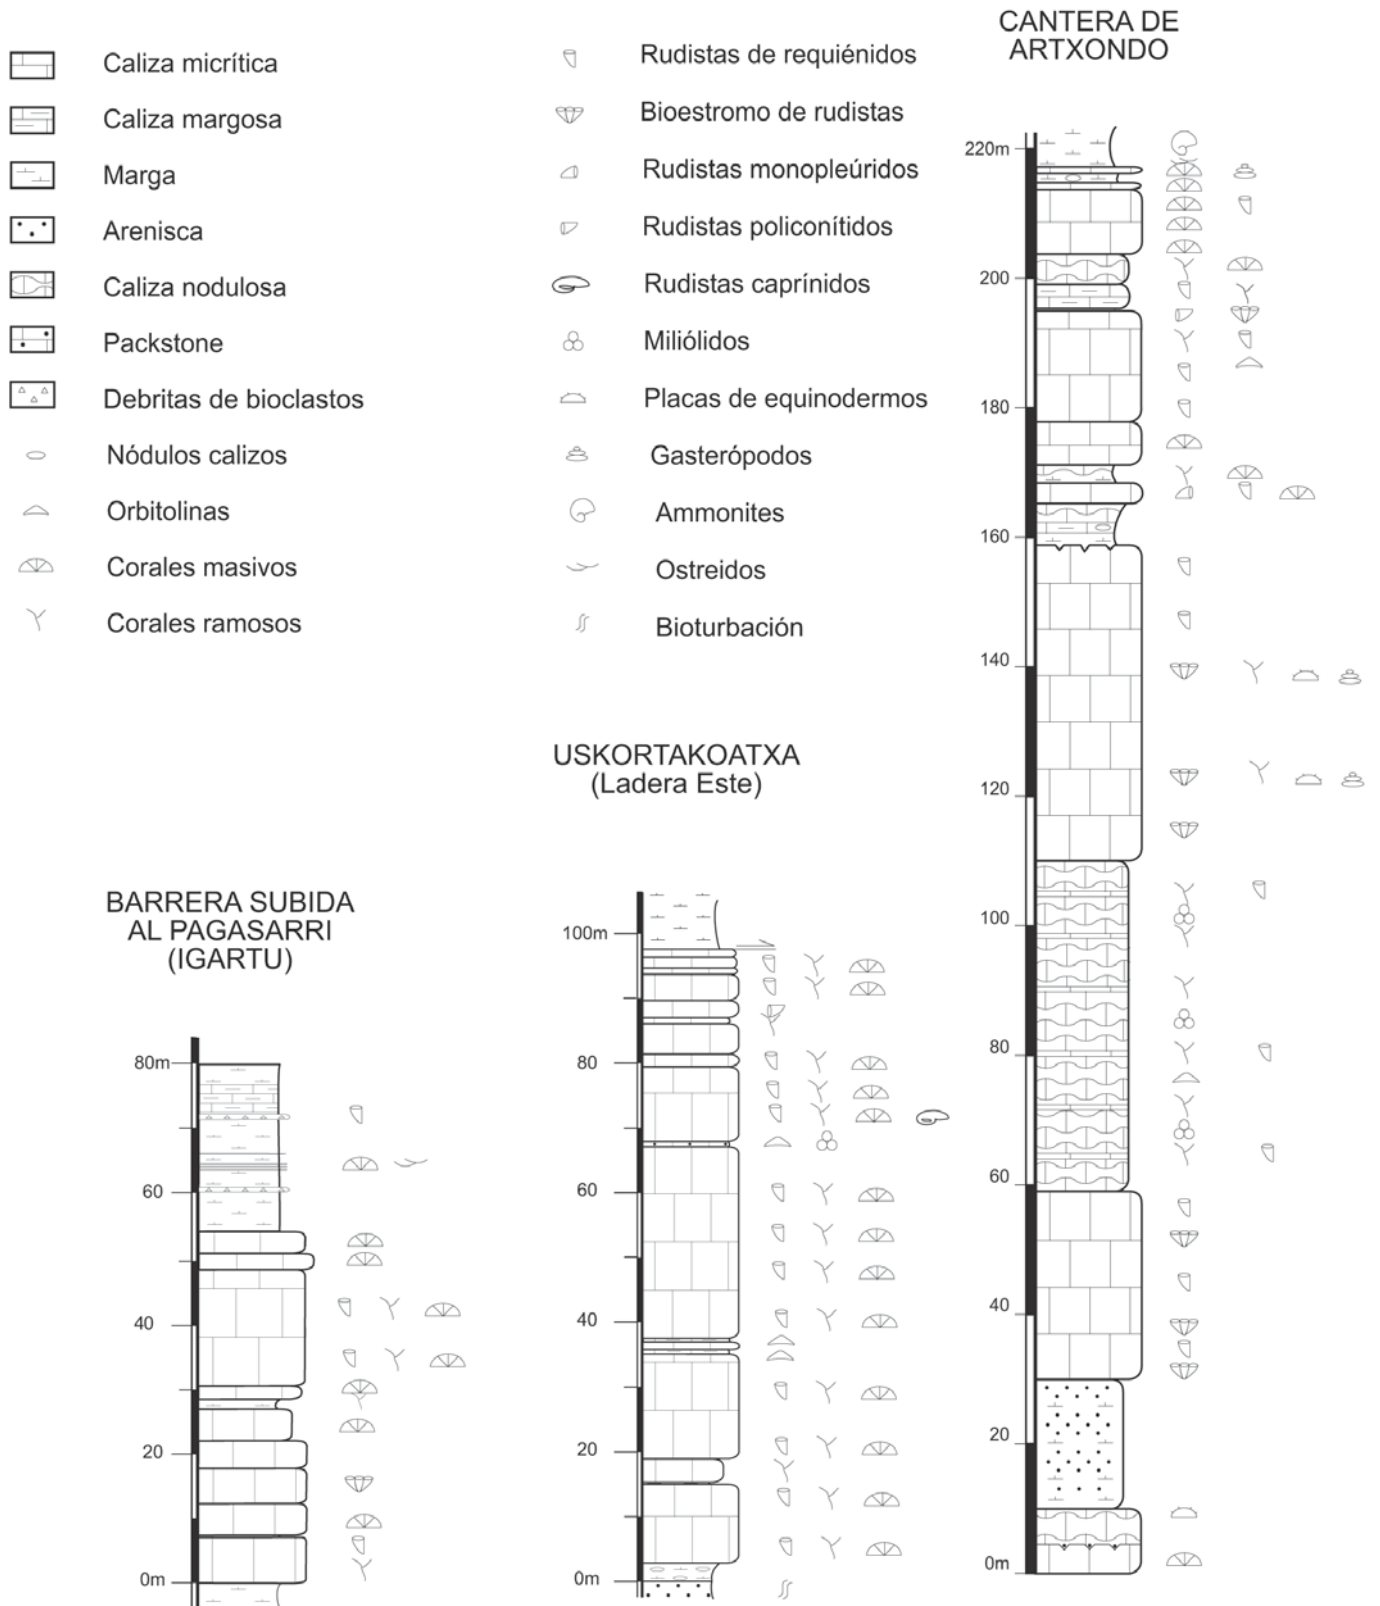 CANTERA DE
ARTXONDO
Caliza micrítica
Caliza margosa
Marga
Arenisca
Caliza nodulosa
Packstone
Debritas de bioclastos
Nódulos calizos
Orbitolinas
Corales masivos
Corales ramosos
Rudistas de requiénidos
Bioestromo de rudistas
Rudistas monopleúridos
Rudistas policonítidos
Rudistas caprínidos
Miliólidos
Placas de equinodermos
Gasterópodos
Ammonites
Ostreidos
Bioturbación
220m
200
180
160
140
120
100
80
60
40
20
0m
USKORTAKOATXA
(Ladera Este)
100m
80
60
40
20
0m
BARRERA SUBIDA
AL PAGASARRI
(IGARTU)
80m
60
40
20
0m